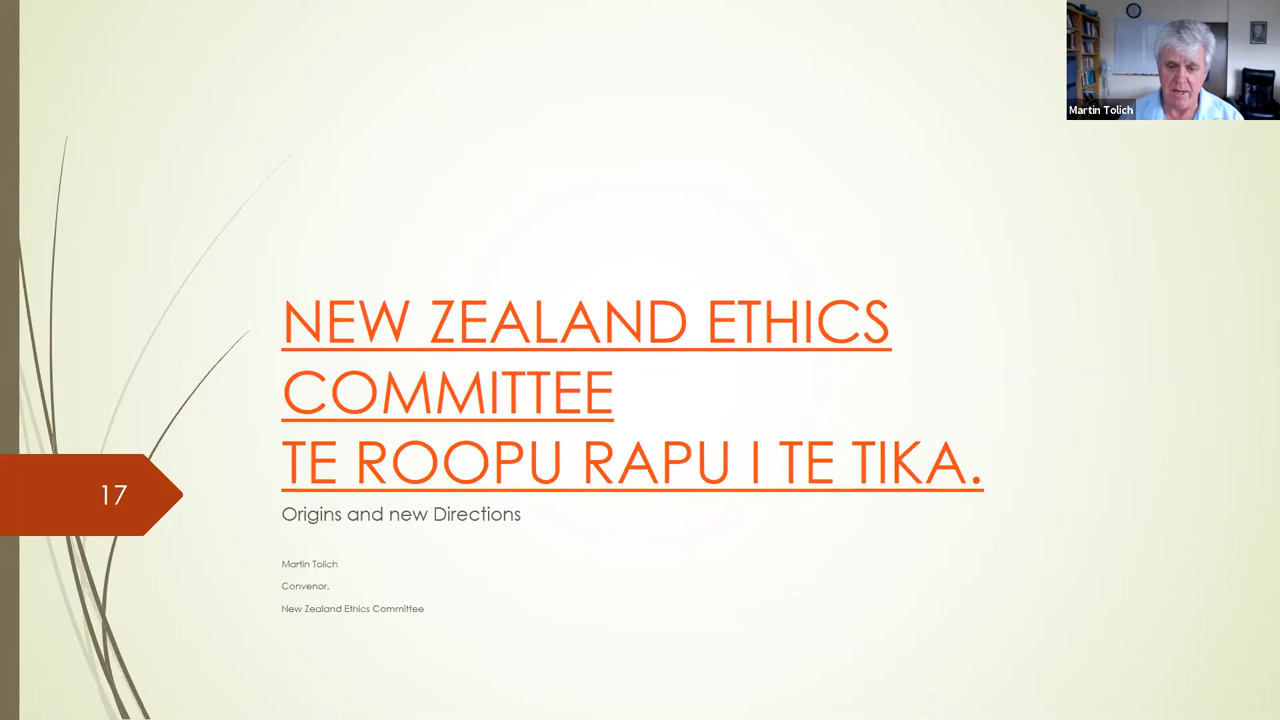 Martin Tolich
NEW ZEALAND ETHICS
COMMITTEE
TE ROOPU RAPU I TE TIKA.
17
Origins and new Directions
Martin Tolich
Convenor,
New Zealand Ethics Committee